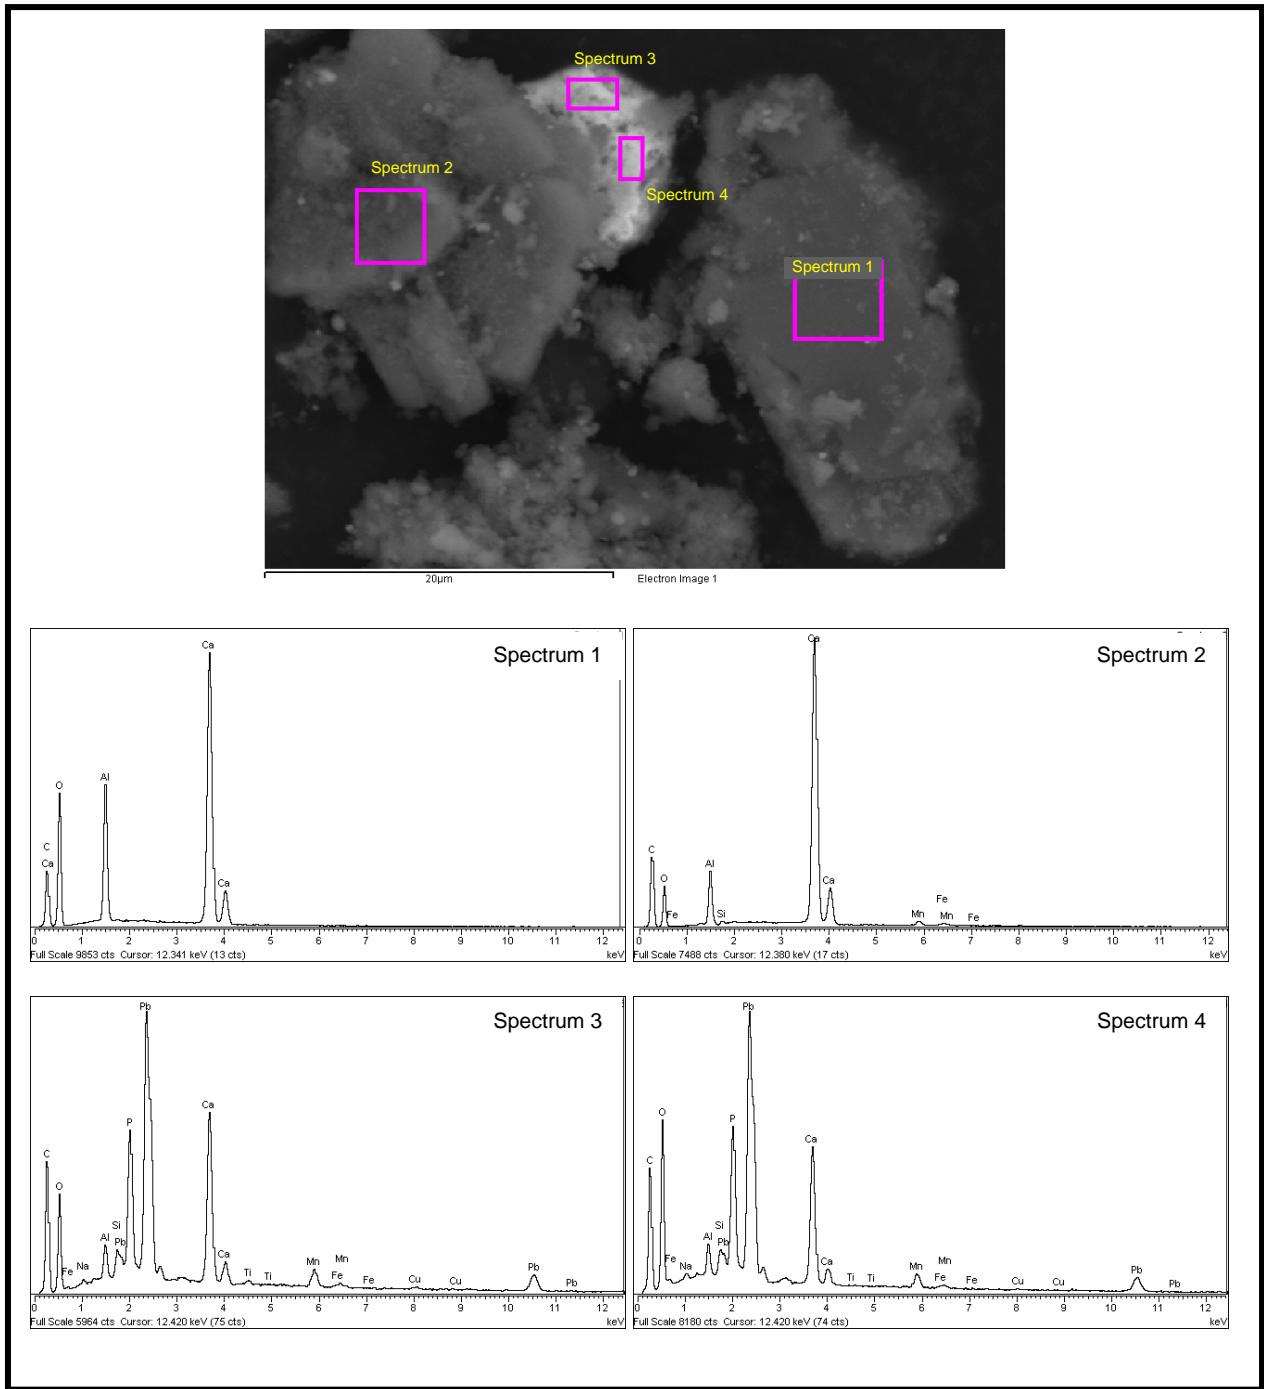 Spectrum 3
Spectrum 2
Spectrum 4
Spectrum 1
20µm Electron Image 1
Spectrum 1
Ca
Al
O
C
Ca
Ca
0 1 2 3 4 5 6 7 8 9 10 11 12
Full Scale 9853 cts Cursor: 12.341 keV (13 cts) keV
Spectrum 2
Ca
C
Al
O
Ca
Fe
Fe Si Mn Mn Fe
0 1 2 3 4 5 6 7 8 9 10 11 12
Full Scale 7488 cts Cursor: 12.380 keV (17 cts) keV
Spectrum 3
Pb
Ca
P
C
O
Si
Al Pb
Ca Mn
Fe Na Mn
Ti Ti Fe Fe Cu Cu Pb Pb
0 1 2 3 4 5 6 7 8 9 10 11 12
Full Scale 5964 cts Cursor: 12.420 keV (75 cts) keV
Spectrum 4
Pb
O
P
Ca
C
Si
Al Pb
Fe Na Ca Mn Mn Pb
Ti Ti Fe Fe Cu Cu Pb
0 1 2 3 4 5 6 7 8 9 10 11 12
Full Scale 8180 cts Cursor: 12.420 keV (74 cts) keV